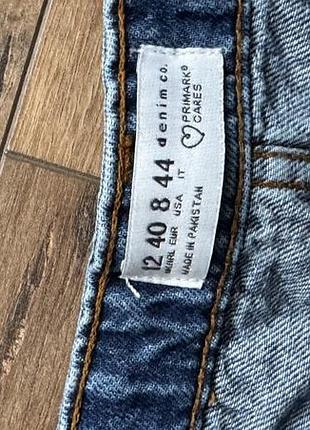 denim co.
12 40 8 44
UK/IRL EUR USA IT
MADE IN PAKISTAN
PRIMARK®
CARES